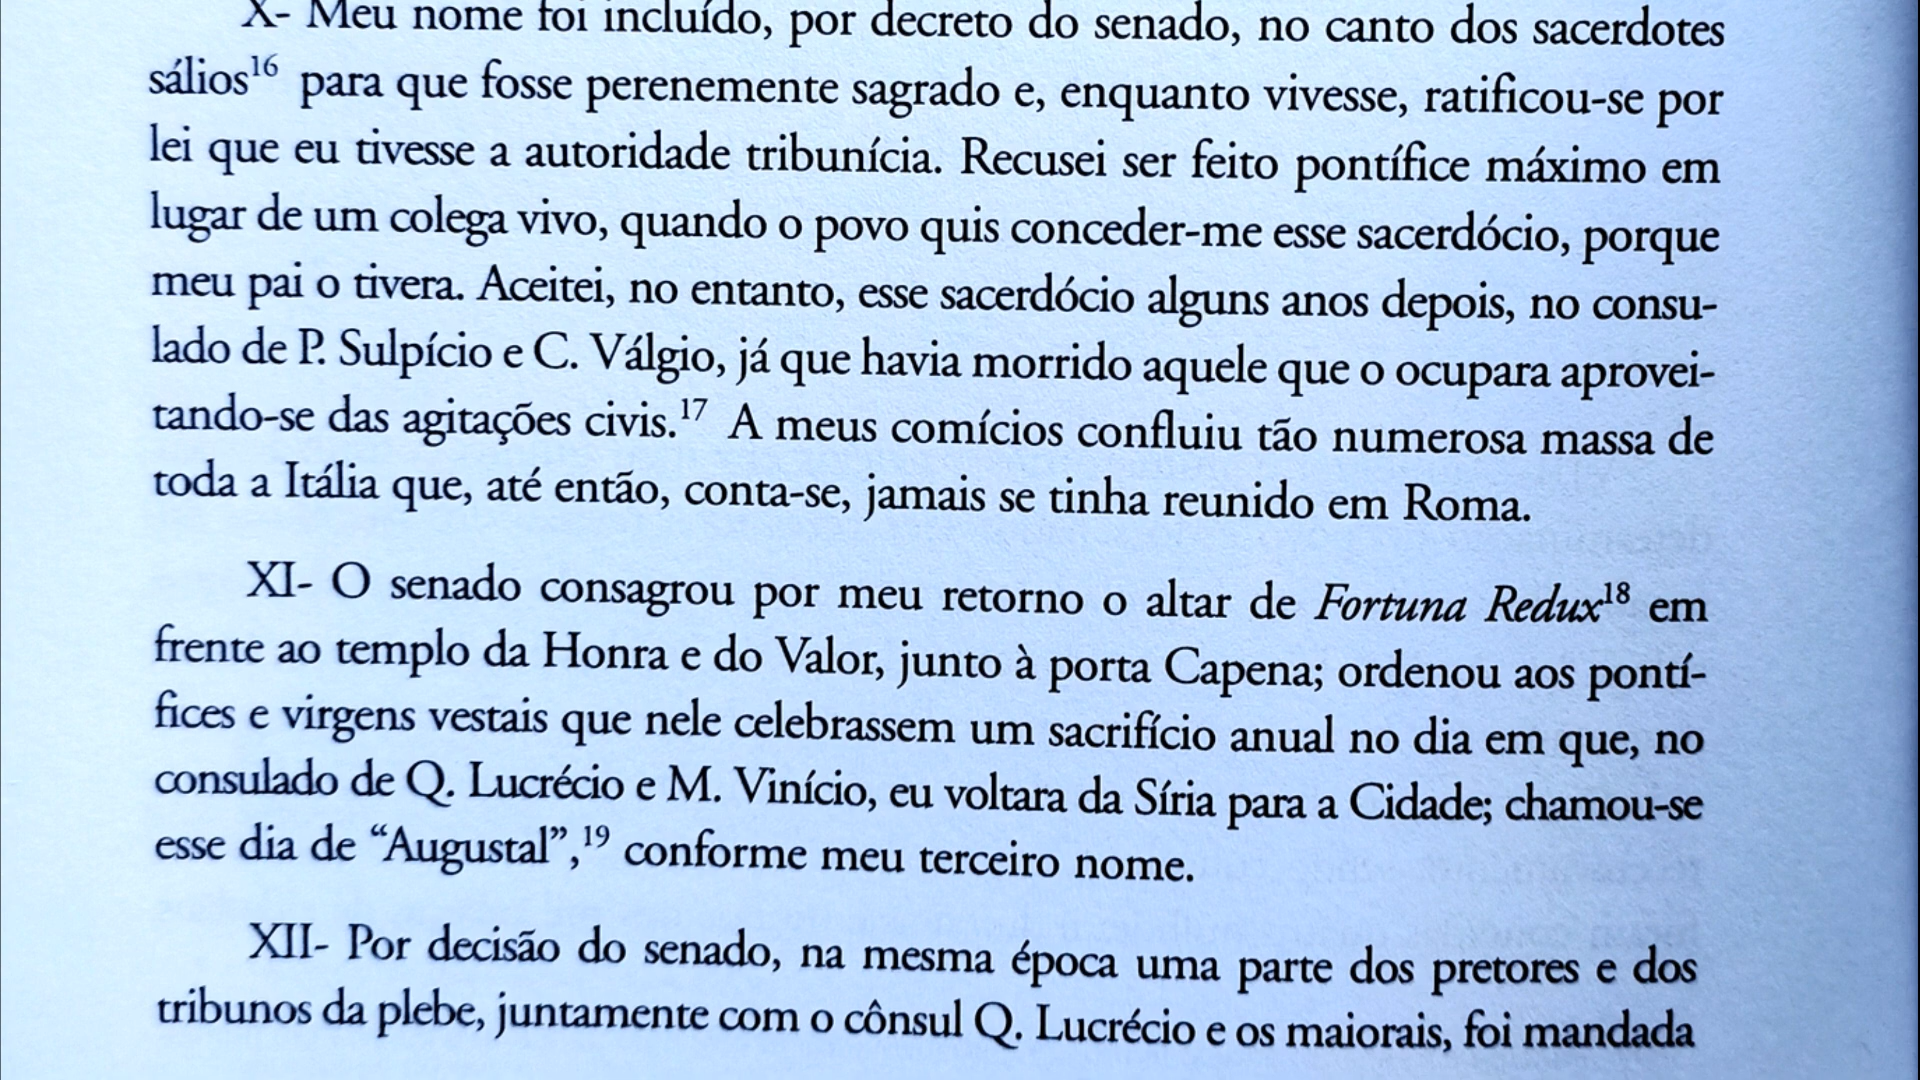 X- Meu nome foi incluído, por decreto do senado, no canto dos sacerdotes
sálios16 para que fosse perenemente sagrado e, enquanto vivesse, ratificou-se por
lei que eu tivesse a autoridade tribunícia. Recusei ser feito pontífice máximo em
lugar de um colega vivo, quando o povo quis conceder-me esse sacerdócio, porque
meu pai o tivera. Aceitei, no entanto, esse sacerdócio alguns anos depois, no consu-
lado de P. Sulpício e C. Válgio, já que havia morrido aquele que o ocupara aprovei-
tando-se das agitações civis.17 A meus comícios confluiu tão numerosa massa de
toda a Itália que, até então, conta-se, jamais se tinha reunido em Roma.
XI- O senado consagrou por meu retorno o altar de Fortuna Redux18 em
frente ao templo da Honra e do Valor, junto à porta Capena; ordenou aos pontí-
fices e virgens vestais que nele celebrassem um sacrifício anual no dia em que, no
consulado de Q. Lucrécio e M. Vinício, eu voltara da Síria para a Cidade; chamou-se
esse dia de “Augustal”,19 conforme meu terceiro nome.
XII- Por decisão do senado, na mesma época uma parte dos pretores e dos
tribunos da plebe, juntamente com o cônsul Q. Lucrécio e os maiorais, foi mandada